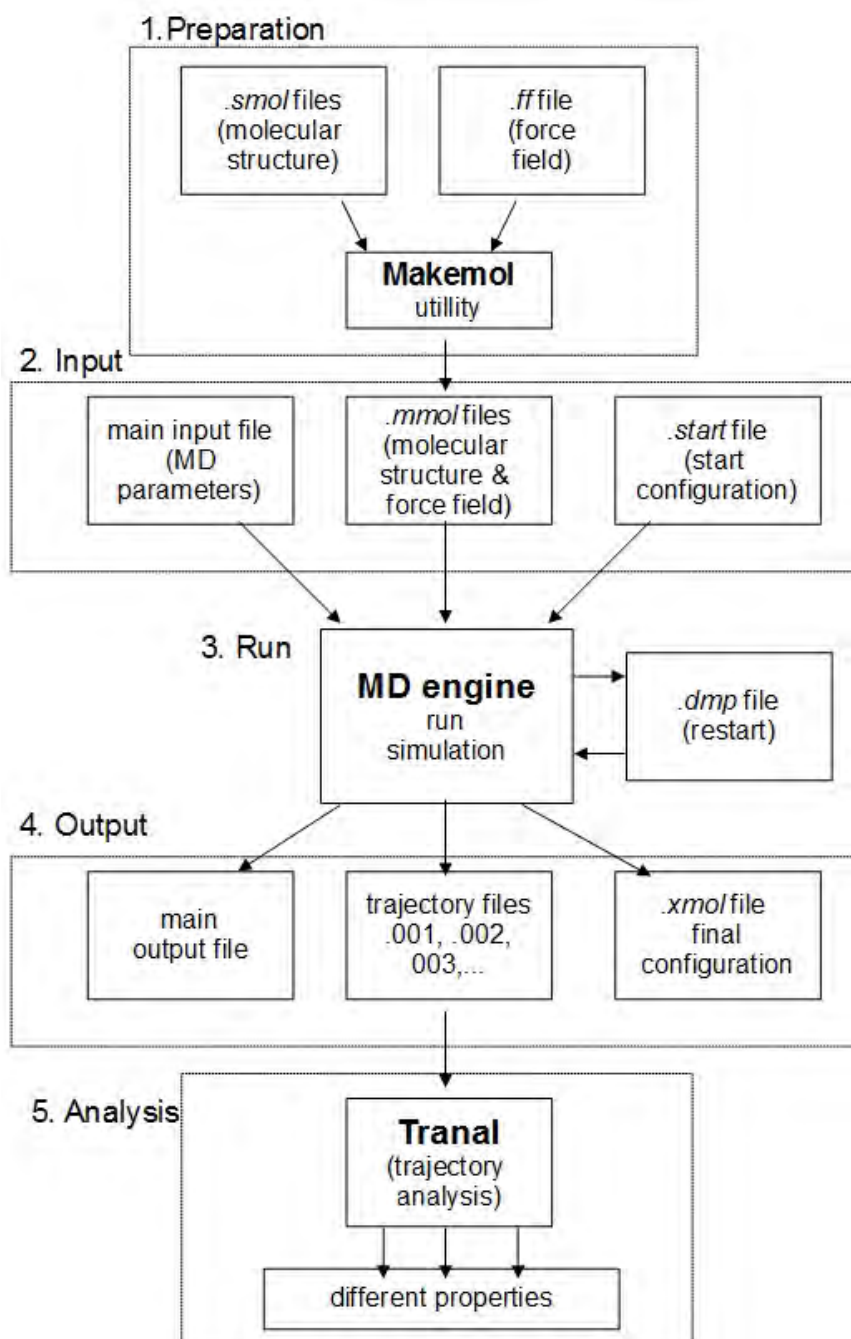 1.Preparation
.smol files
(molecular
structure)
.ff file
(force
field)
Makemol
utillity
2. Input
main input file
(MD
parameters)
.mmol files
(molecular
structure &
force field)
.start file
(start
configuration)
3. Run
MD engine
run
simulation
.dmp file
(restart)
4. Output
main
output file
trajectory files
.001, .002,
003,...
.xmol file
final
configuration
5. Analysis
Tranal
(trajectory
analysis)
different properties